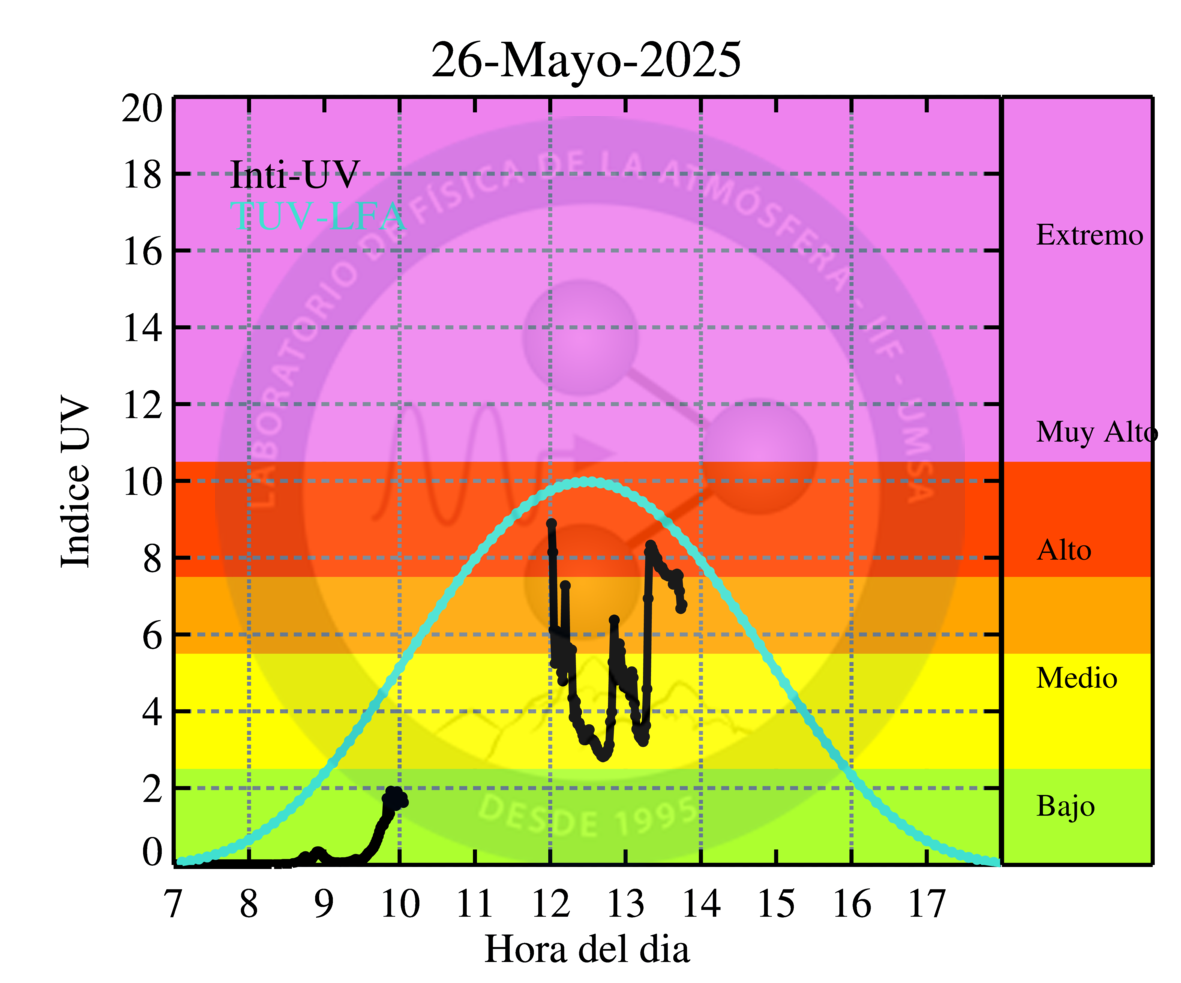 26-Mayo-2025
Inti-UV
TUV-LFA
LABORATORIO DE FÍSICA DE LA ATMÓSFERA - IIF - UMSA
DESDE 1995
Indice UV
20
18
16
14
12
10
8
6
4
2
0
Extremo
Muy Alto
Alto
Medio
Bajo
7 8 9 10 11 12 13 14 15 16 17
Hora del dia